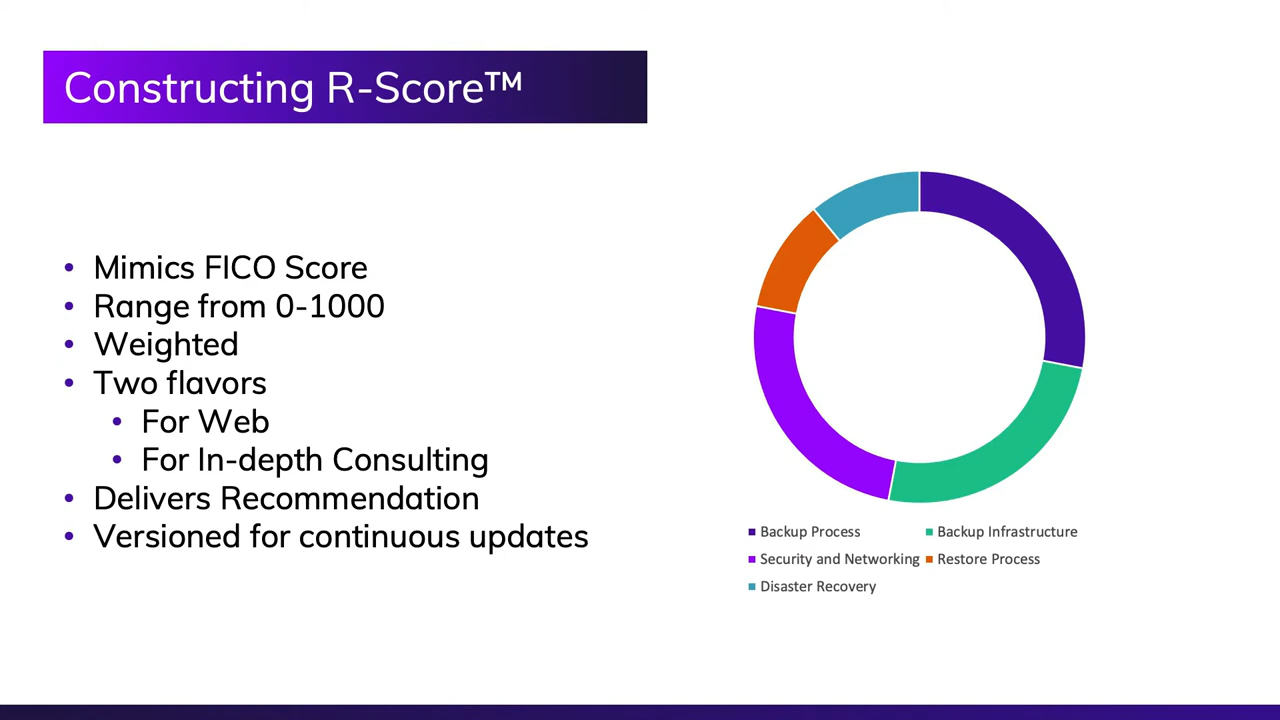 Constructing R-Score™
• Mimics FICO Score
• Range from 0-1000
• Weighted
• Two flavors
• For Web
• For In-depth Consulting
• Delivers Recommendation
• Versioned for continuous updates
Backup Process
Backup Infrastructure
Security and Networking
Restore Process
Disaster Recovery